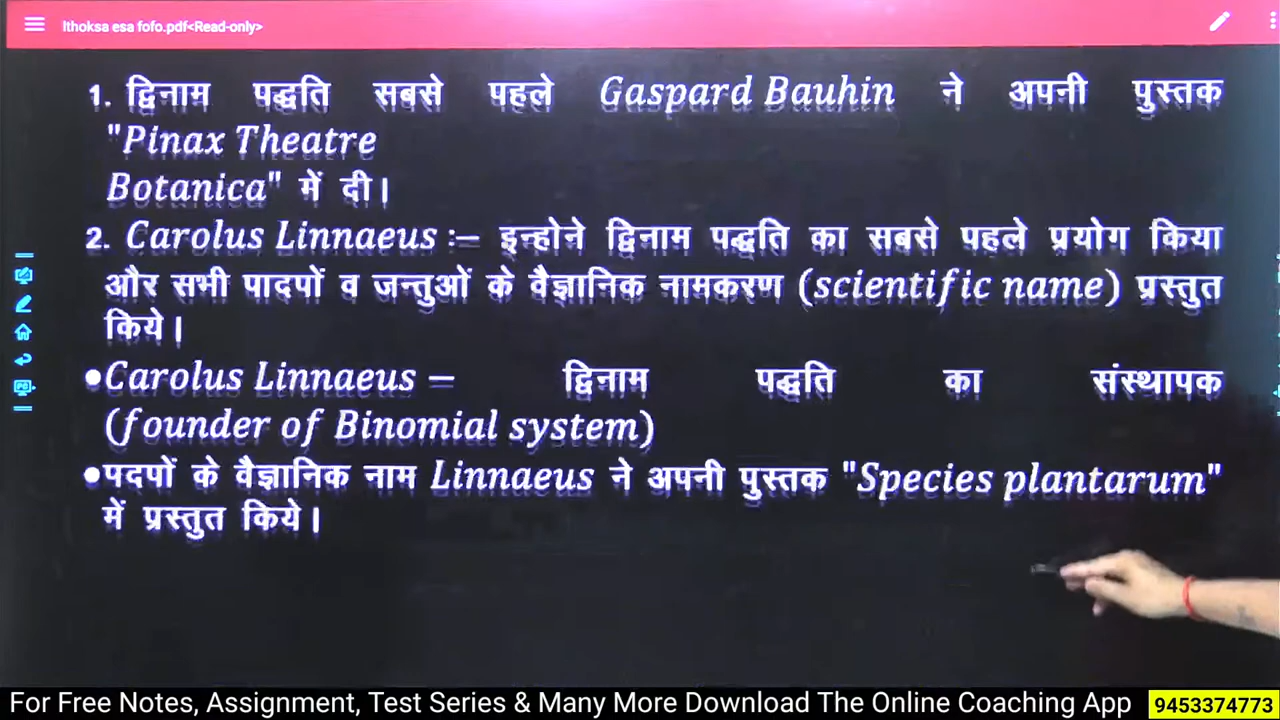 Ithoksa esa fofo.pdf<Read-only>
1. द्विनाम पद्धति सबसे पहले Gaspard Bauhin ने अपनी पुस्तक
"Pinax Theatre
Botanica" में दी।
2. Carolus Linnaeus :– इन्होने द्विनाम पद्धति का सबसे पहले प्रयोग किया
और सभी पादपों व जन्तुओं के वैज्ञानिक नामकरण (scientific name) प्रस्तुत
किये।
•Carolus Linnaeus – द्विनाम पद्धति का संस्थापक
(founder of Binomial system)
•पदपों के वैज्ञानिक नाम Linnaeus ने अपनी पुस्तक "Species plantarum"
में प्रस्तुत किये।
For Free Notes, Assignment, Test Series & Many More Download The Online Coaching App 9453374773